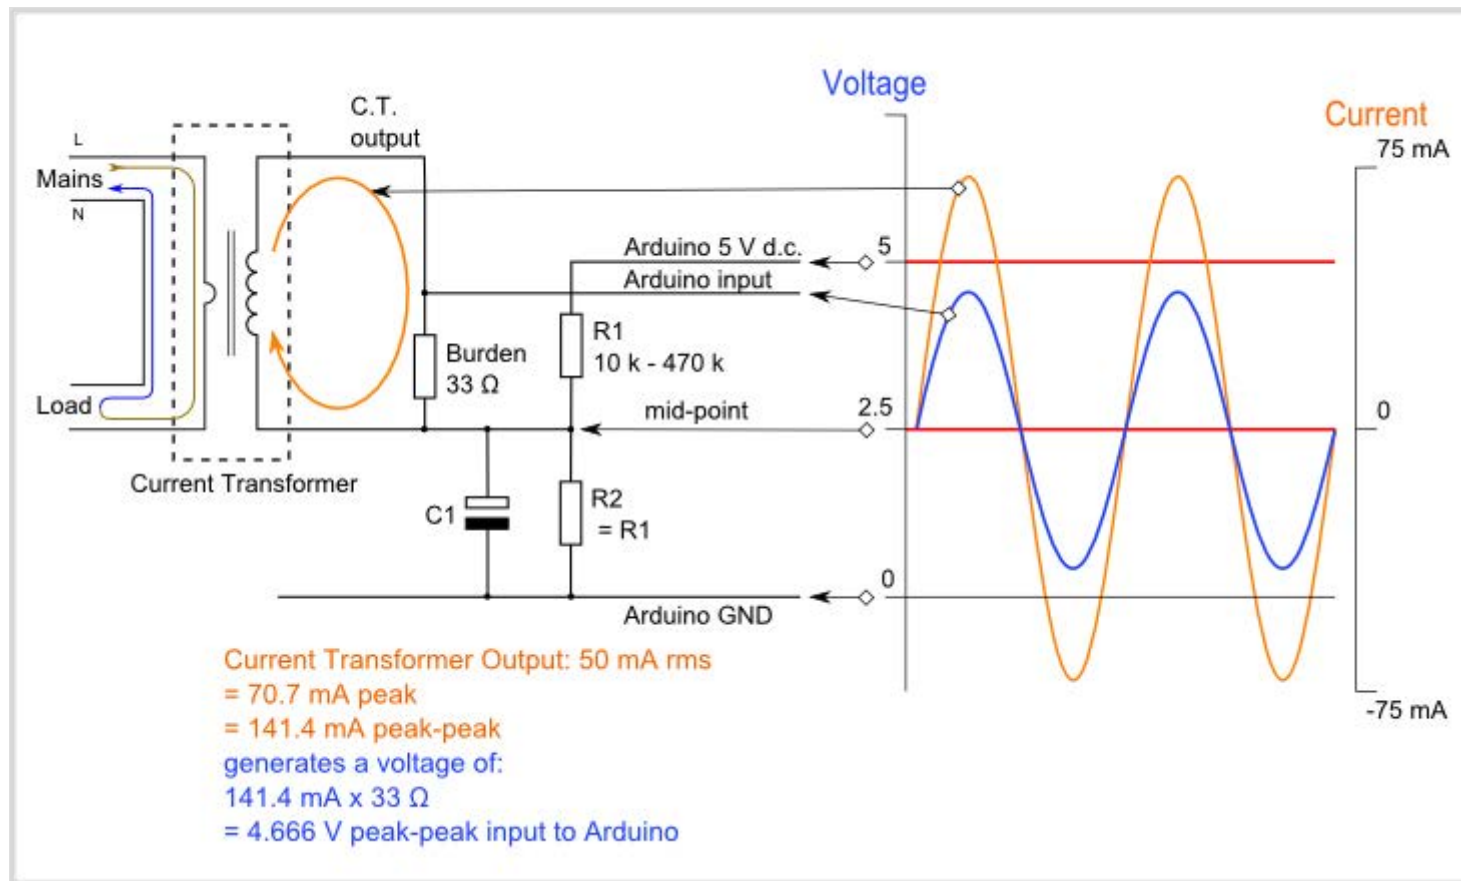 Voltage
Current
75 mA
C.T.
output
L
Mains
N
Arduino 5 V d.c.
5
Arduino input
R1
10 k - 470 k
Burden
33 Ω
Load
mid-point
2.5
0
Current Transformer
C1
R2
= R1
0
Arduino GND
-75 mA
Current Transformer Output: 50 mA rms
= 70.7 mA peak
= 141.4 mA peak-peak
generates a voltage of:
141.4 mA x 33 Ω
= 4.666 V peak-peak input to Arduino